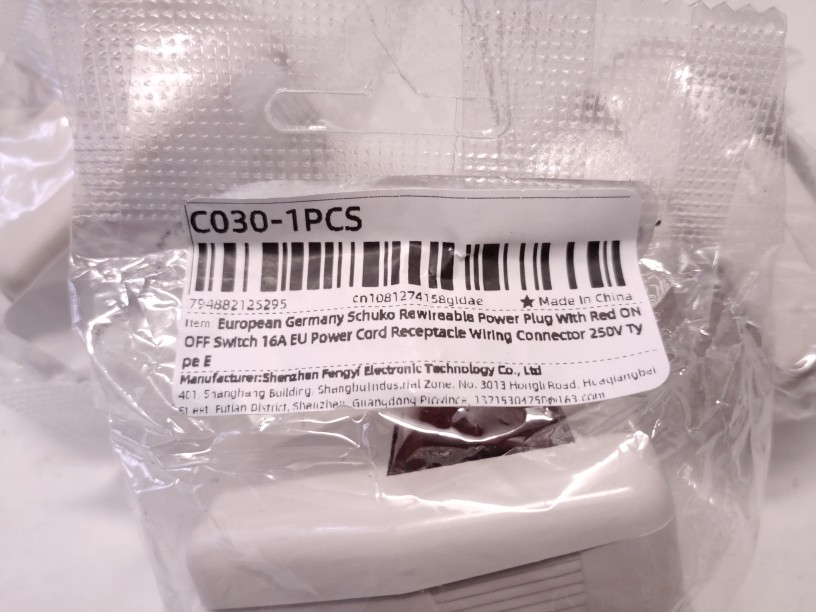 C030-1PCS
794882125295 cn1081274158gldae ★ Made In China
Item: European Germany Schuko Rewireable Power Plug With Red ON
OFF Switch 16A EU Power Cord Receptacle Wiring Connector 250V Ty
pe E
Manufacturer:Shenzhen Fengyi Electronic Technology Co., Ltd
401, Shanghang Building, Shangbu Industrial Zone, No. 3013 Hongli Road, Huaqiangbei
Street, Futian District, Shenzhen, Guangdong Province, 13715304750@163.com